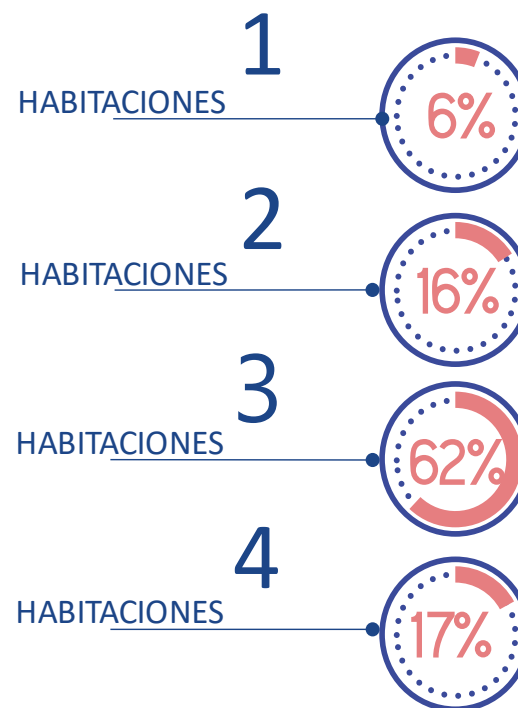 1
HABITACIONES
6%
2
HABITACIONES
16%
3
HABITACIONES
62%
4
HABITACIONES
17%